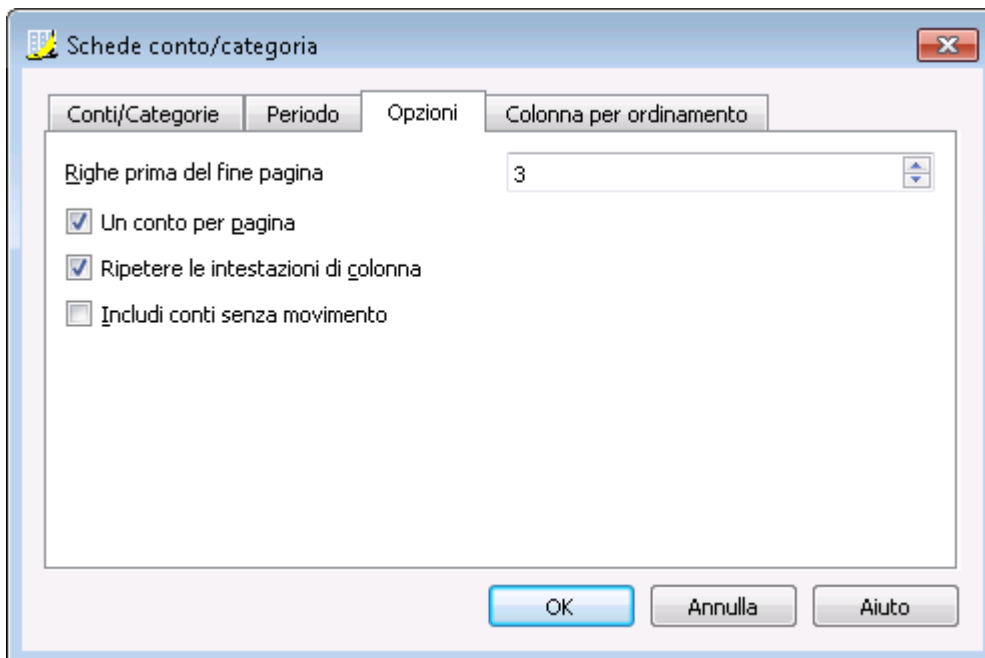 Schede conto/categoria
Conti/Categorie Periodo Opzioni Colonna per ordinamento
Righe prima del fine pagina 3
Un conto per pagina
Ripetere le intestazioni di colonna
Includi conti senza movimento
OK Annulla Aiuto